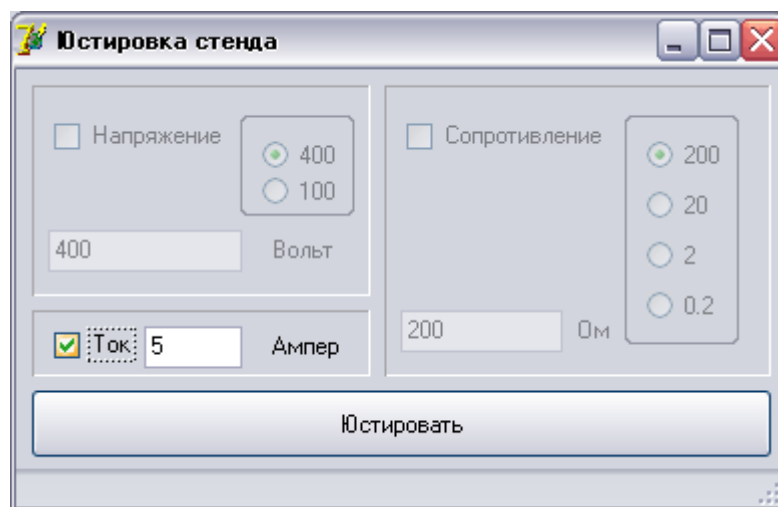 Юстировка стенда
Напряжение
400
100
400 Вольт
Сопротивление
200
20
2
0.2
200 Ом
Ток 5 Ампер
Юстировать